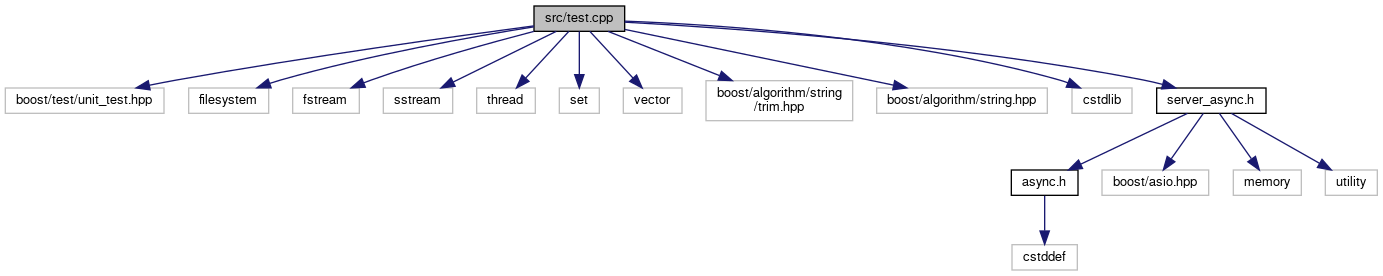 src/test.cpp
boost/test/unit_test.hpp
filesystem
fstream
sstream
thread
set
vector
boost/algorithm/string
/trim.hpp
boost/algorithm/string.hpp
cstdlib
server_async.h
async.h
boost/asio.hpp
memory
utility
cstddef